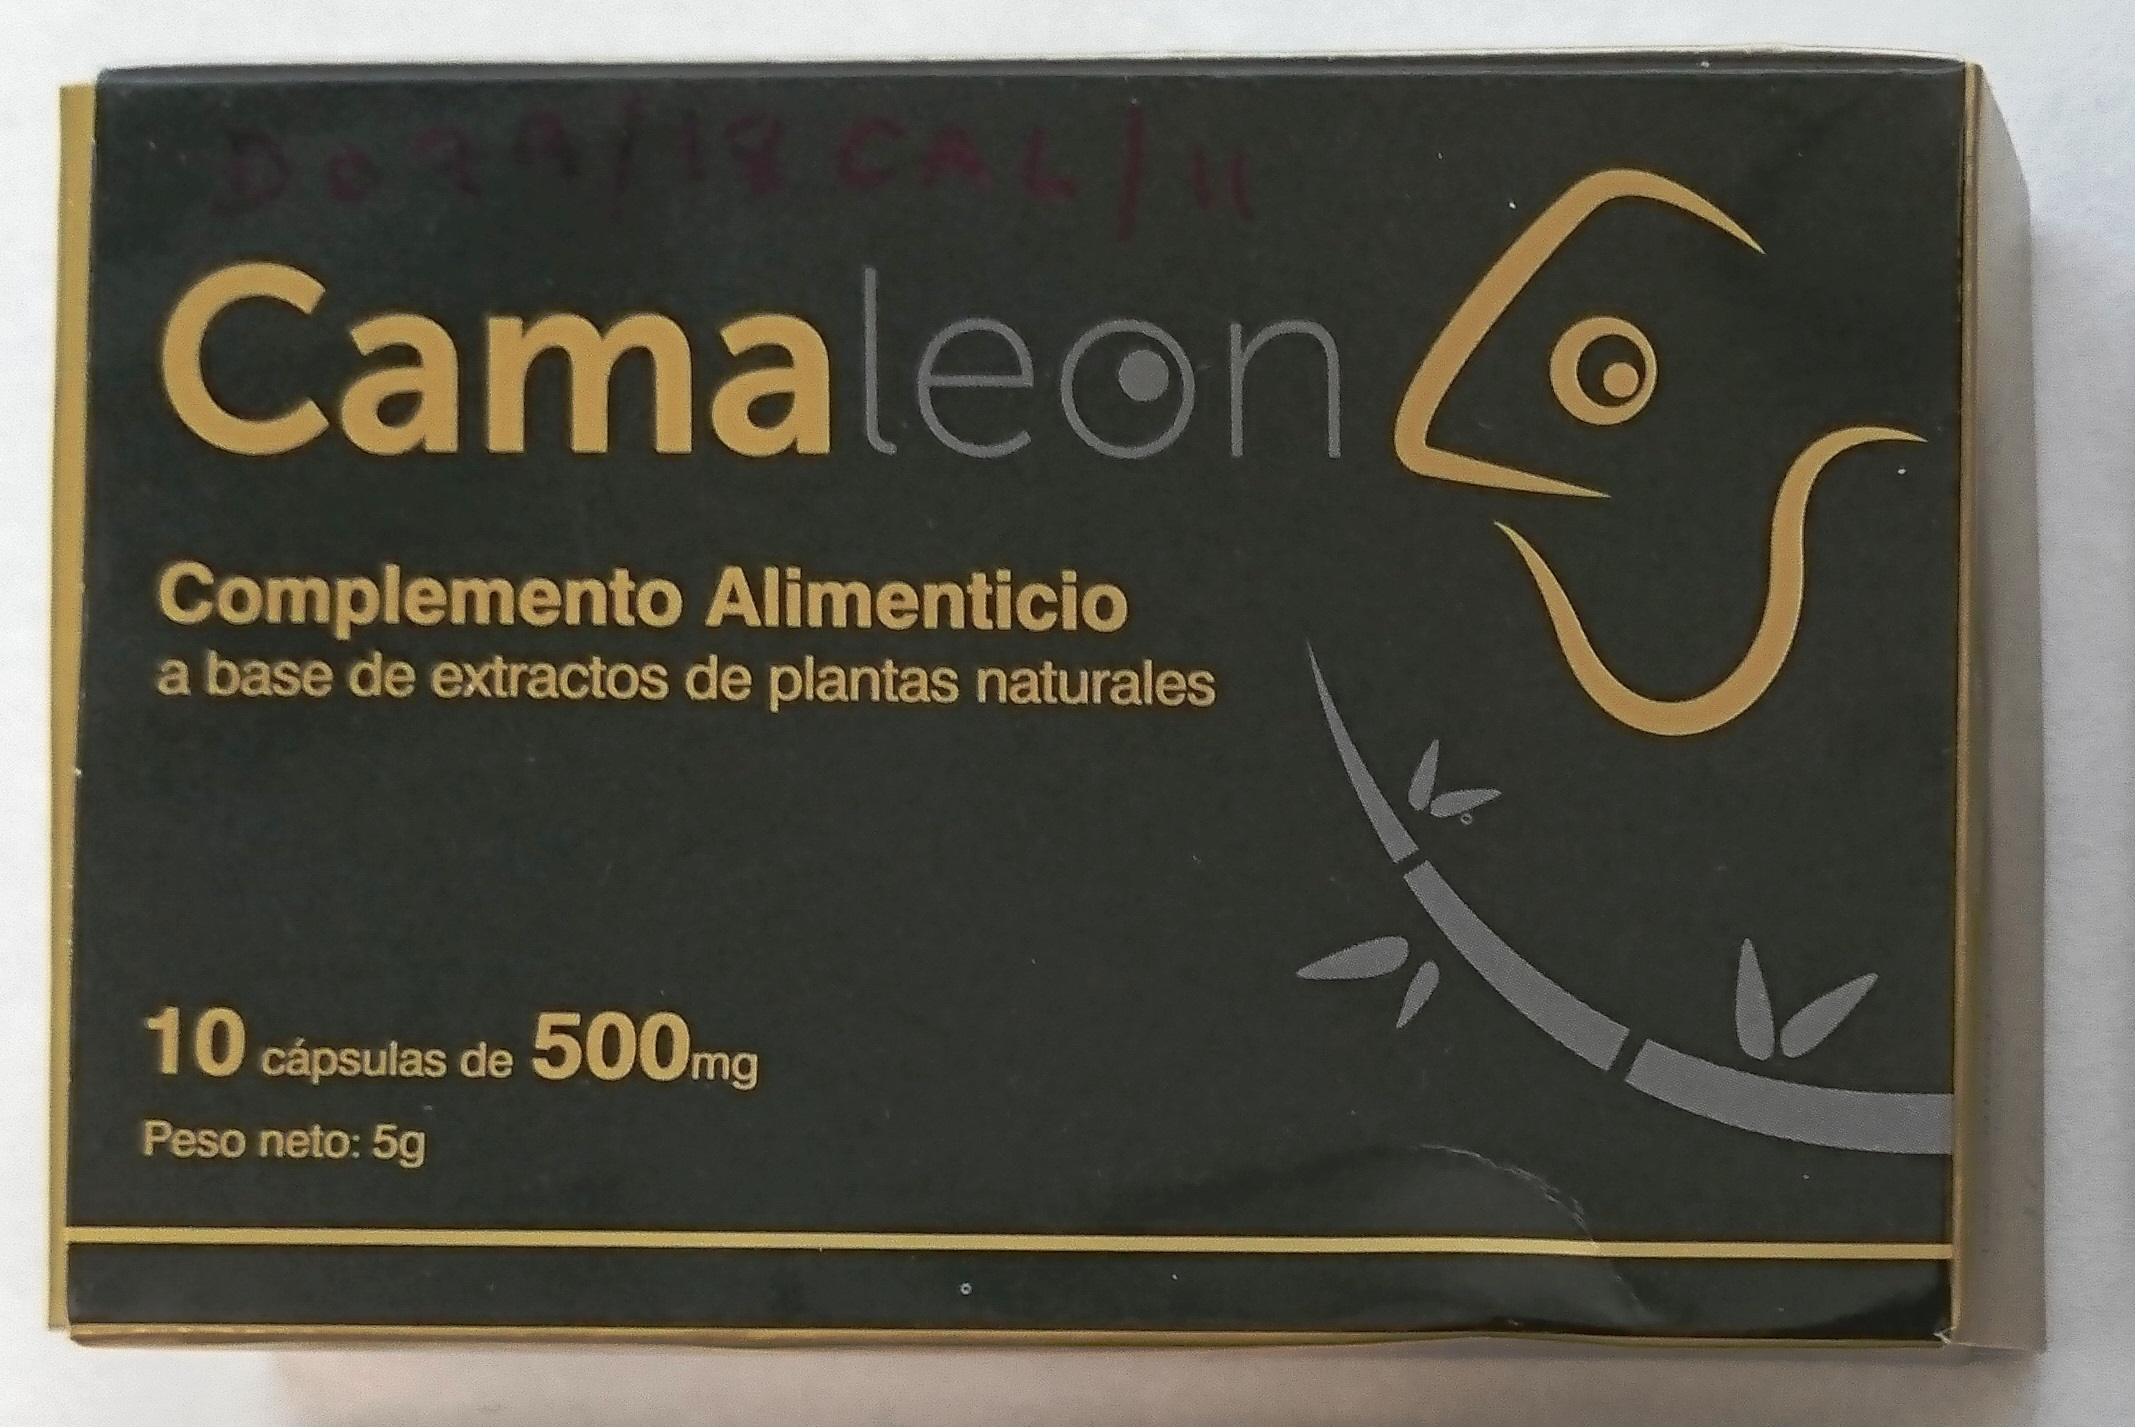 Camaleon
Complemento Alimenticio
a base de extractos de plantas naturales
10 cápsulas de 500mg
Peso neto: 5g